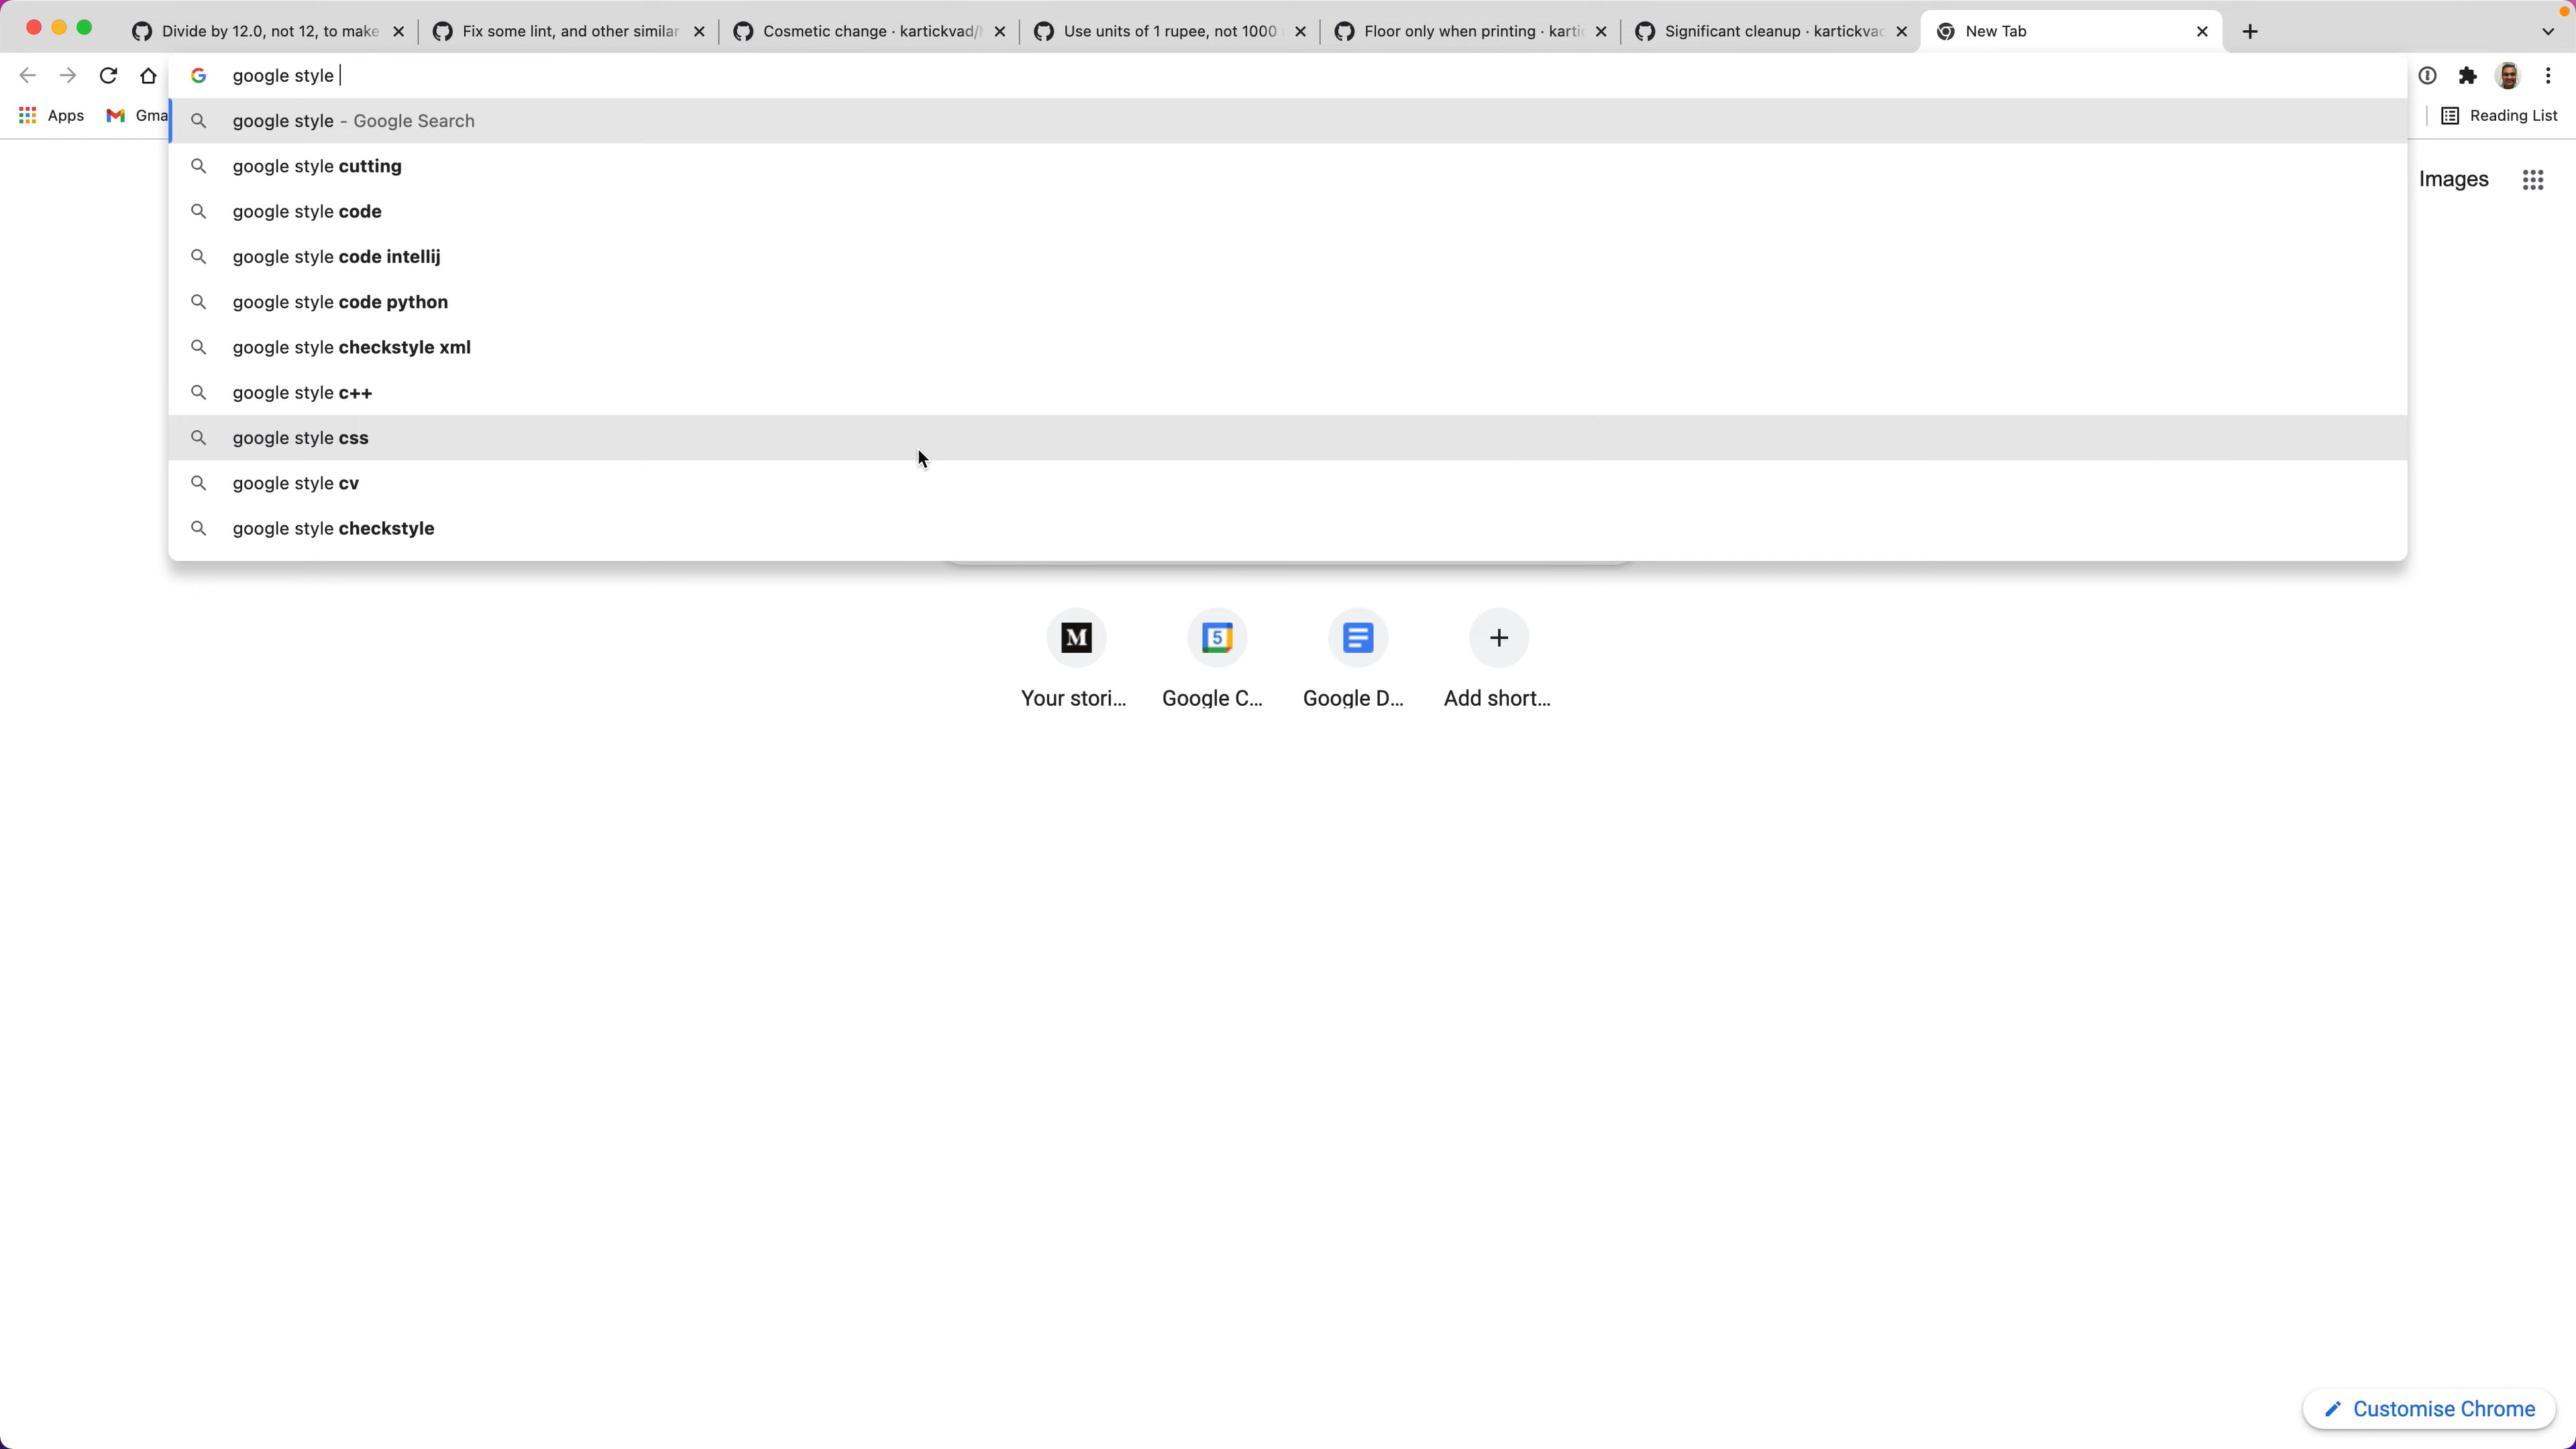 Divide by 12.0, not 12, to make
Fix some lint, and other similar
Cosmetic change · kartickvad/
Use units of 1 rupee, not 1000
Floor only when printing · kartic
Significant cleanup · kartickvad
New Tab
google style
Apps
Gma
Reading List
google style - Google Search
google style cutting
Images
google style code
google style code intellij
google style code python
google style checkstyle xml
google style c++
google style css
google style cv
google style checkstyle
M
5
Your stori...
Google C...
Google D...
Add short...
Customise Chrome